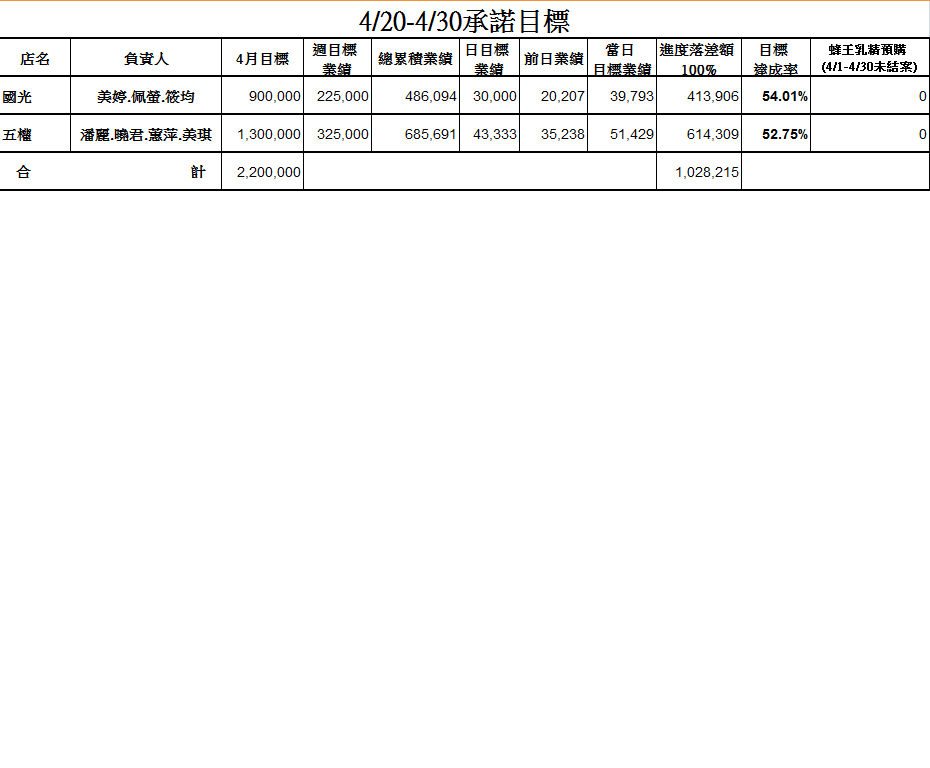 4/20-4/30承諾目標
店名 負責人 4月目標 週目標業績 總累積業績 日目標業績 前日業績 當日目標業績 進度落差額100% 目標達成率 蜂王乳精預購(4/1-4/30未結案)
國光 美婷.佩螢.筱均 900,000 225,000 486,094 30,000 20,207 39,793 413,906 54.01% 0
五權 潘麗.曉君.蕙萍.美琪 1,300,000 325,000 685,691 43,333 35,238 51,429 614,309 52.75% 0
合計 2,200,000 1,028,215